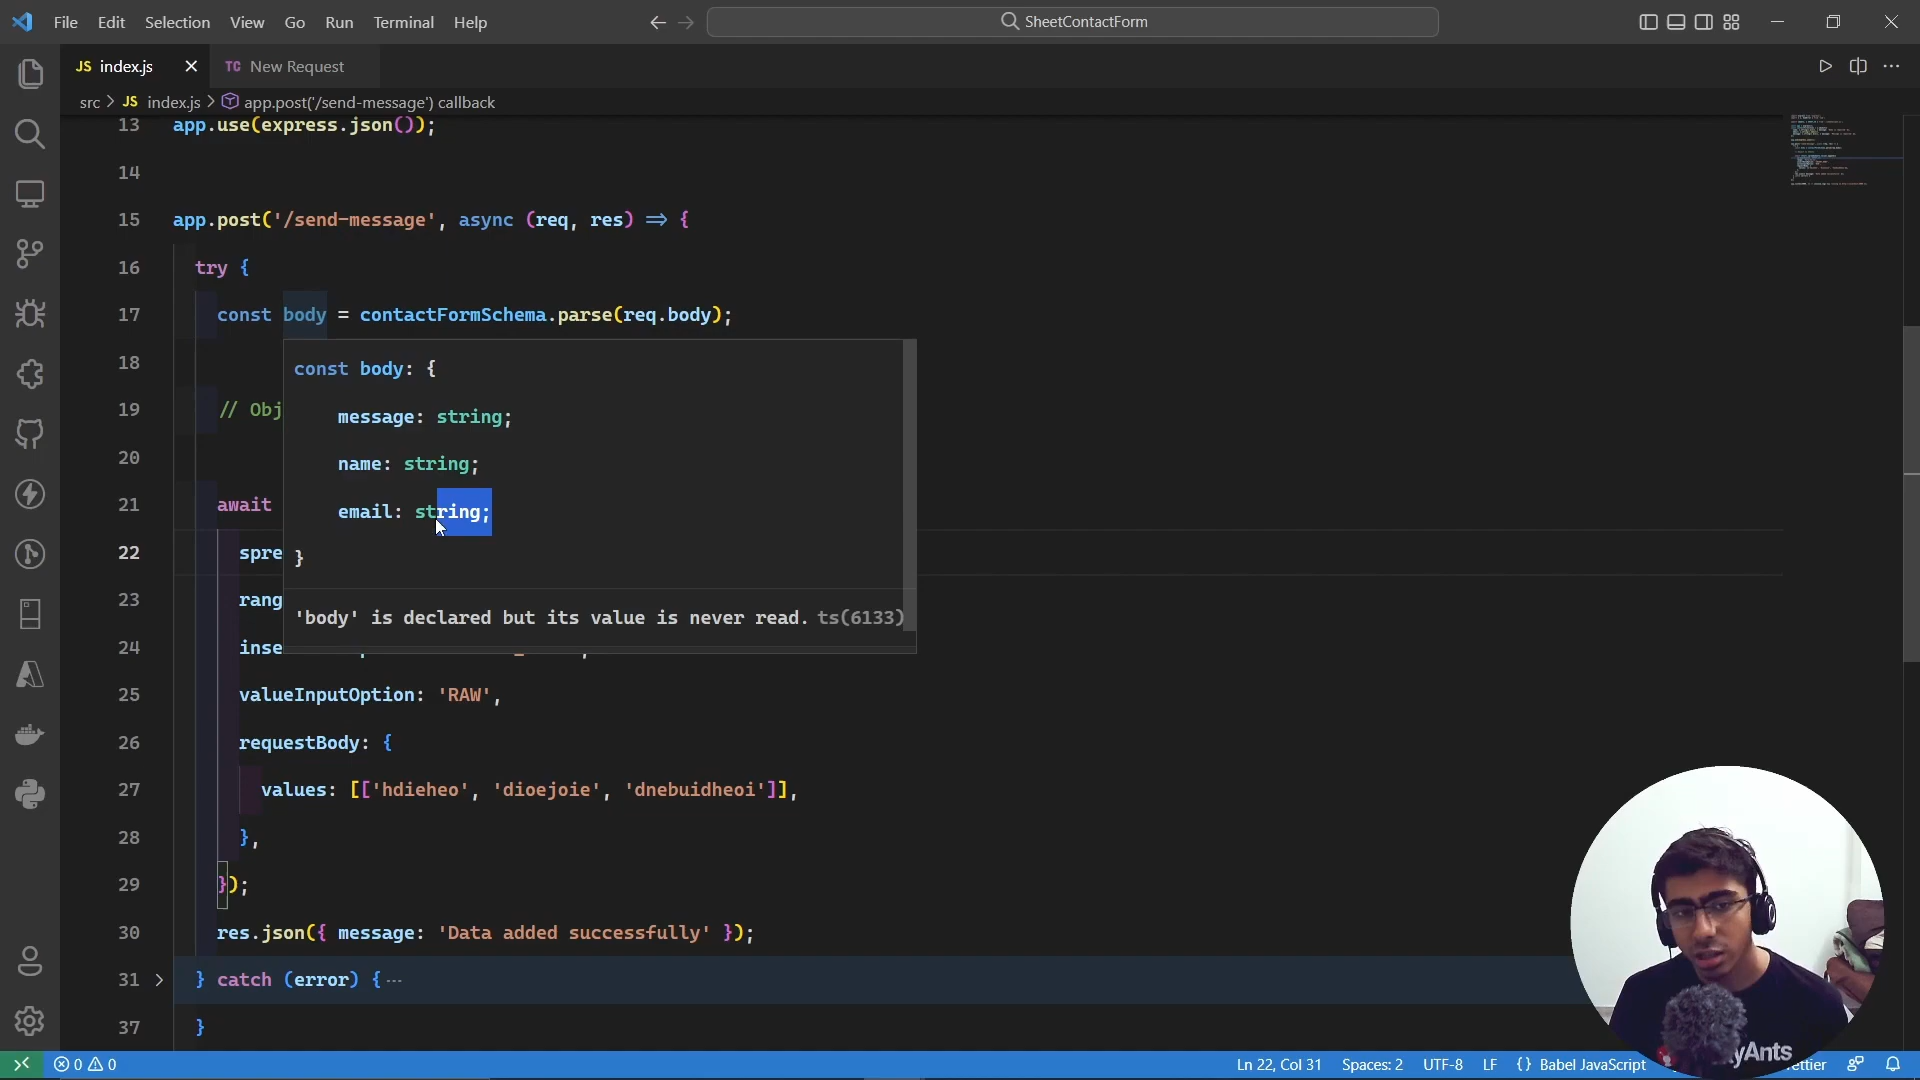 File Edit Selection View Go Run Terminal Help
SheetContactForm
JS index.js
TC New Request
src > JS index.js > app.post('/send-message') callback
13 app.use(express.json());
14
15 app.post('/send-message', async (req, res) => {
16 try {
17 const body = contactFormSchema.parse(req.body);
18
19 // Obj
20
21 await
22 spre
23 rang
24 inse
25 valueInputOption: 'RAW',
26 requestBody: {
27 values: [['hdieheo', 'dioejoie', 'dnebuidheoi']],
28 },
29 });
30 res.json({ message: 'Data added successfully' });
31 } catch (error) {
37 }
const body: {
message: string;
name: string;
email: string;
}
'body' is declared but its value is never read. ts(6133)
0 0
Ln 22, Col 31 Spaces: 2 UTF-8 LF {} Babel JavaScript
yAnts
ettier